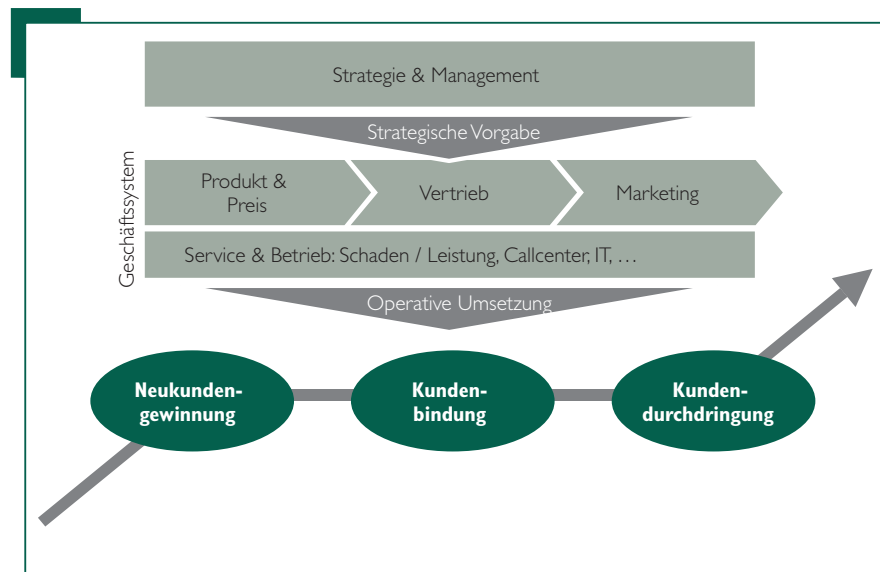 Strategie & Management
Strategische Vorgabe
Geschäftssystem
Produkt &
Preis
Vertrieb
Marketing
Service & Betrieb: Schaden / Leistung, Callcenter, IT, …
Operative Umsetzung
Neukunden-
gewinnung
Kunden-
bindung
Kunden-
durchdringung